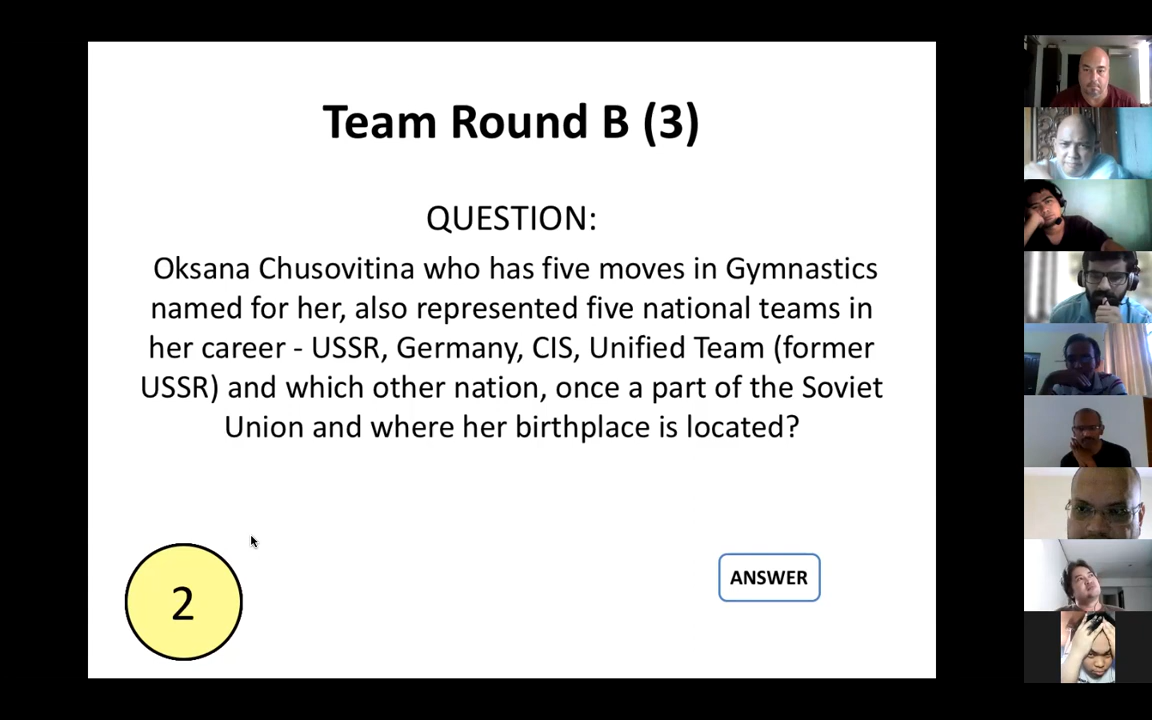 Team Round B (3)
QUESTION:
Oksana Chusovitina who has five moves in Gymnastics
named for her, also represented five national teams in
her career - USSR, Germany, CIS, Unified Team (former
USSR) and which other nation, once a part of the Soviet
Union and where her birthplace is located?
2
ANSWER